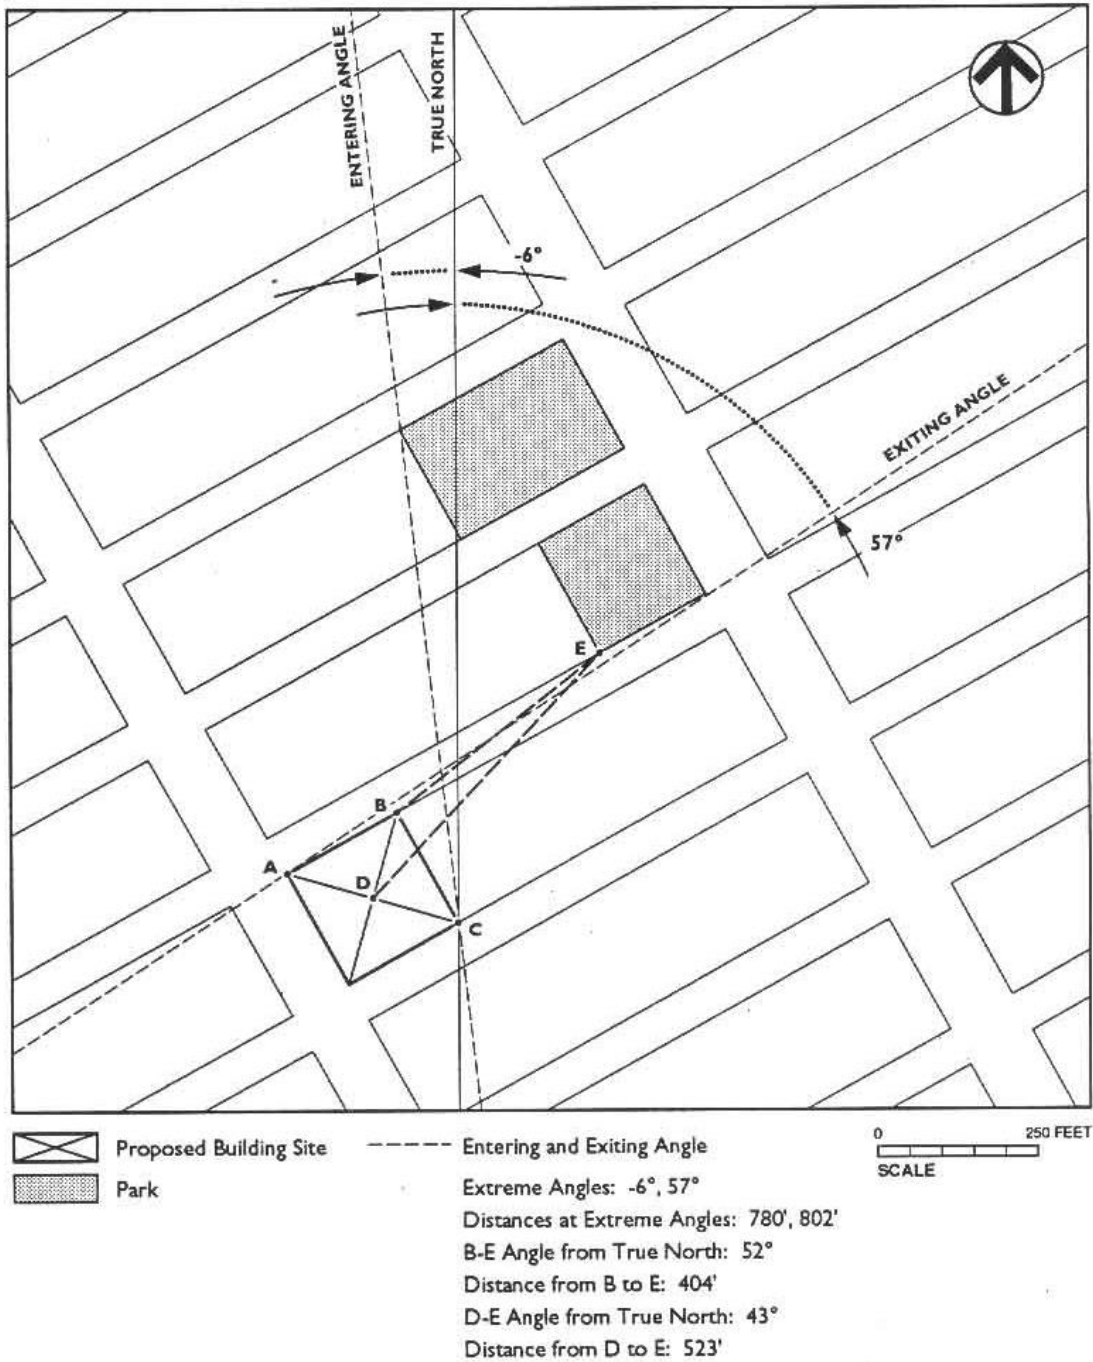 ENTERING ANGLE
TRUE NORTH
-6°
EXITING ANGLE
57°
E
B
A
D
C
Proposed Building Site
Park
Entering and Exiting Angle
Extreme Angles: -6°, 57°
Distances at Extreme Angles: 780', 802'
B-E Angle from True North: 52°
Distance from B to E: 404'
D-E Angle from True North: 43°
Distance from D to E: 523'
0 250 FEET
SCALE